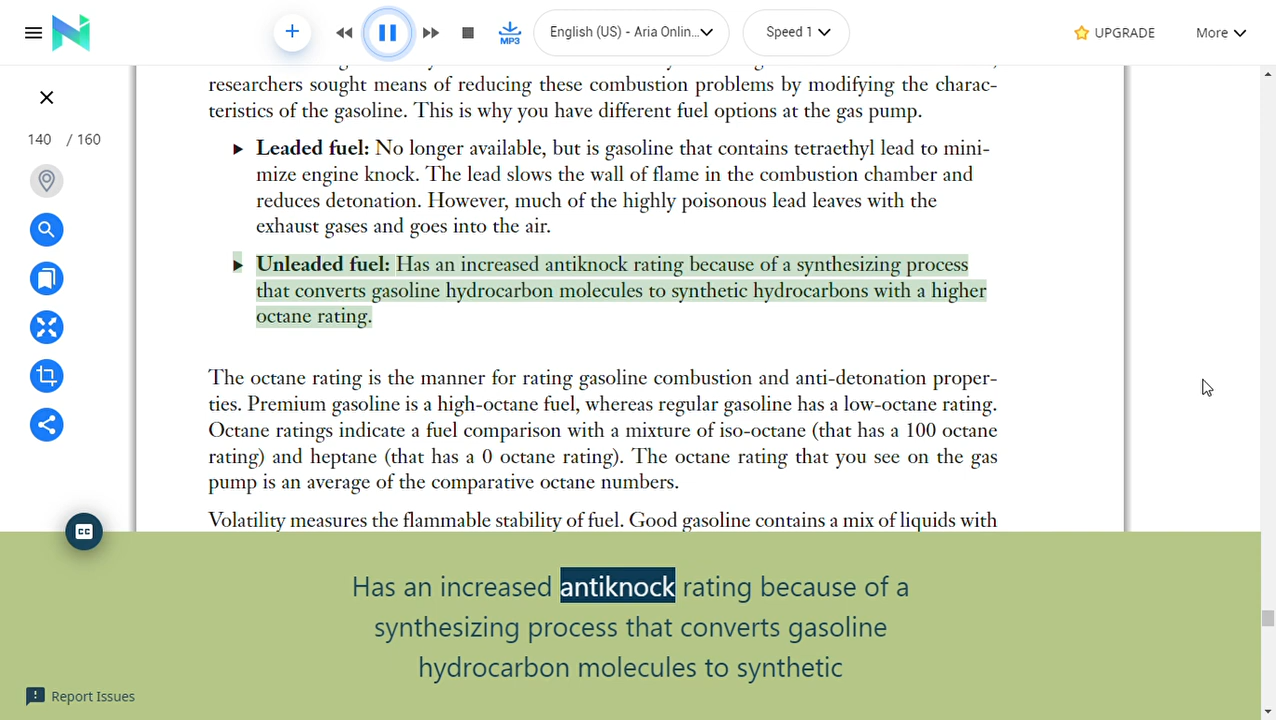 +
MP3
English (US) - Aria Onlin...
Speed 1
UPGRADE
More
140 / 160
researchers sought means of reducing these combustion problems by modifying the charac-
teristics of the gasoline. This is why you have different fuel options at the gas pump.
► Leaded fuel: No longer available, but is gasoline that contains tetraethyl lead to mini-
mize engine knock. The lead slows the wall of flame in the combustion chamber and
reduces detonation. However, much of the highly poisonous lead leaves with the
exhaust gases and goes into the air.
► Unleaded fuel: Has an increased antiknock rating because of a synthesizing process
that converts gasoline hydrocarbon molecules to synthetic hydrocarbons with a higher
octane rating.
The octane rating is the manner for rating gasoline combustion and anti-detonation proper-
ties. Premium gasoline is a high-octane fuel, whereas regular gasoline has a low-octane rating.
Octane ratings indicate a fuel comparison with a mixture of iso-octane (that has a 100 octane
rating) and heptane (that has a 0 octane rating). The octane rating that you see on the gas
pump is an average of the comparative octane numbers.
Volatility measures the flammable stability of fuel. Good gasoline contains a mix of liquids with
CC
Has an increased antiknock rating because of a
synthesizing process that converts gasoline
hydrocarbon molecules to synthetic
Report Issues